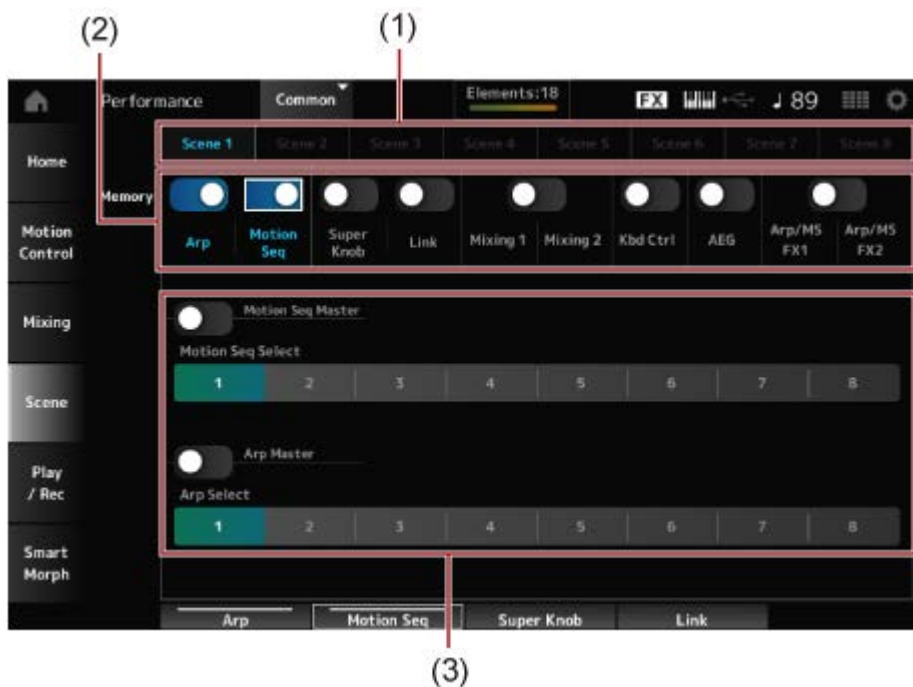 (1)
(2)
Performance Common Elements:18 FX ♩ 89
Scene 1 Scene 2 Scene 3 Scene 4 Scene 5 Scene 6 Scene 7 Scene 8
Home
Memory
Arp Motion Seq Super Knob Link Mixing 1 Mixing 2 Kbd Ctrl AEG Arp/MS FX1 Arp/MS FX2
Motion Control
Motion Seq Master
Mixing
Motion Seq Select
1 2 3 4 5 6 7 8
Scene
Arp Master
Play / Rec
Arp Select
1 2 3 4 5 6 7 8
Smart Morph
Arp Motion Seq Super Knob Link
(3)